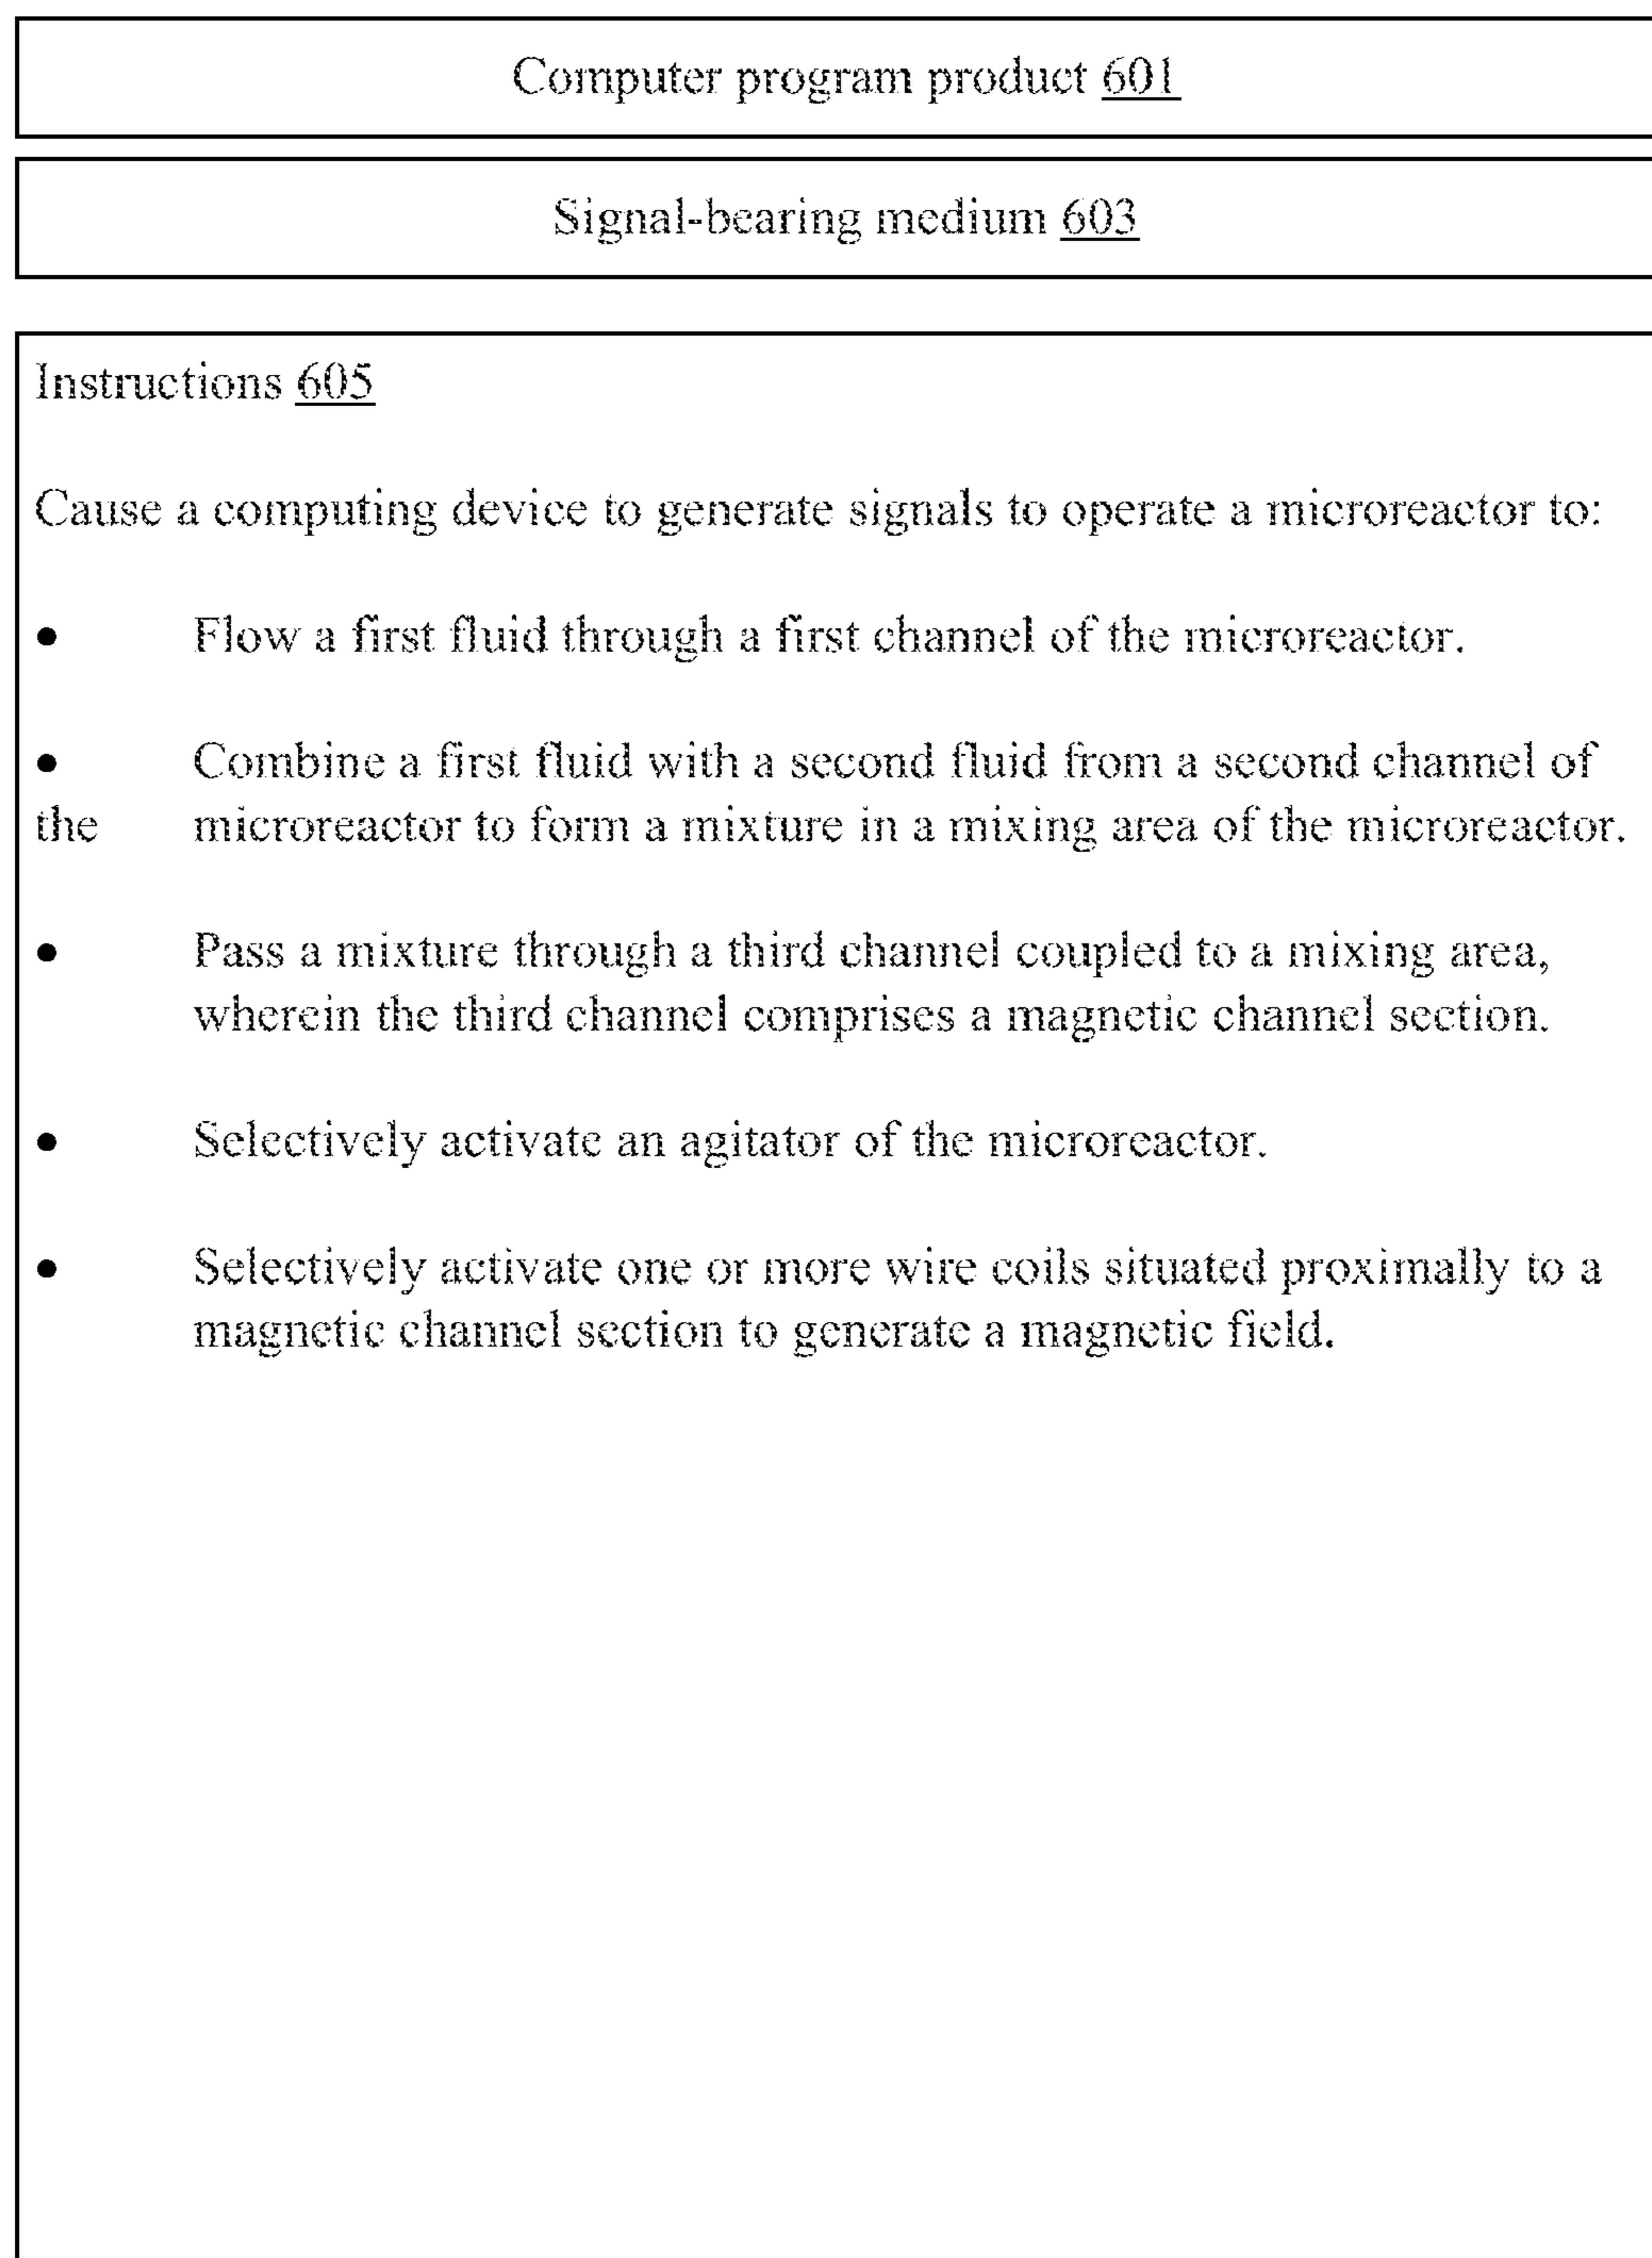 Computer program product 601
Signal-bearing medium 603
Instructions 605
Cause a computing device to generate signals to operate a microreactor to:
● Flow a first fluid through a first channel of the microreactor.
● Combine a first fluid with a second fluid from a second channel of
the microreactor to form a mixture in a mixing area of the microreactor.
● Pass a mixture through a third channel coupled to a mixing area,
wherein the third channel comprises a magnetic channel section.
● Selectively activate an agitator of the microreactor.
● Selectively activate one or more wire coils situated proximally to a
magnetic channel section to generate a magnetic field.